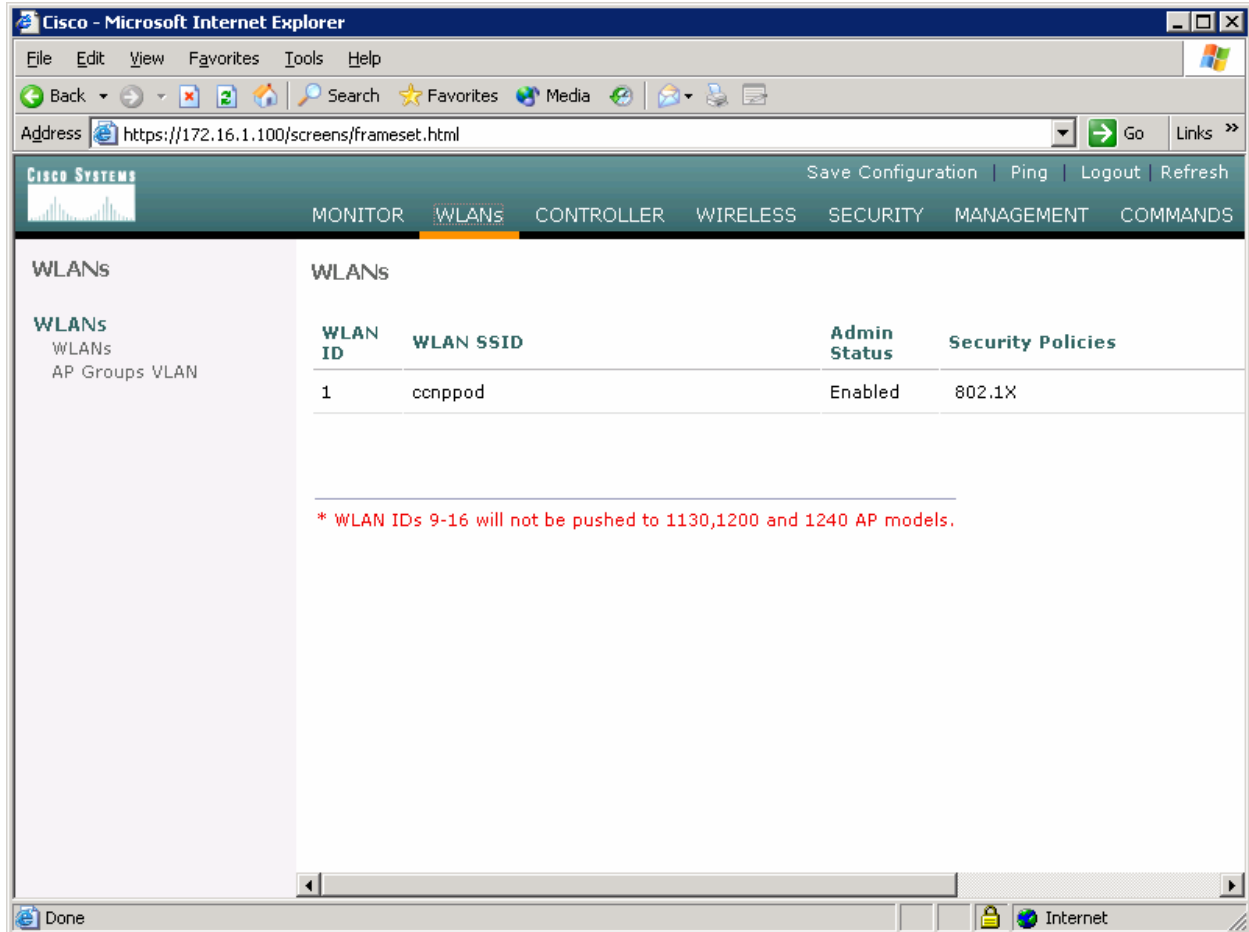 Cisco - Microsoft Internet Explorer
File Edit View Favorites Tools Help
Back Search Favorites Media
Address https://172.16.1.100/screens/frameset.html Go Links »
CISCO SYSTEMS
Save Configuration | Ping | Logout | Refresh
MONITOR WLANs CONTROLLER WIRELESS SECURITY MANAGEMENT COMMANDS
WLANs
WLANs
WLANs
AP Groups VLAN
WLANs
WLAN ID WLAN SSID Admin Status Security Policies
1 ccnppod Enabled 802.1X
* WLAN IDs 9-16 will not be pushed to 1130,1200 and 1240 AP models.
Done Internet